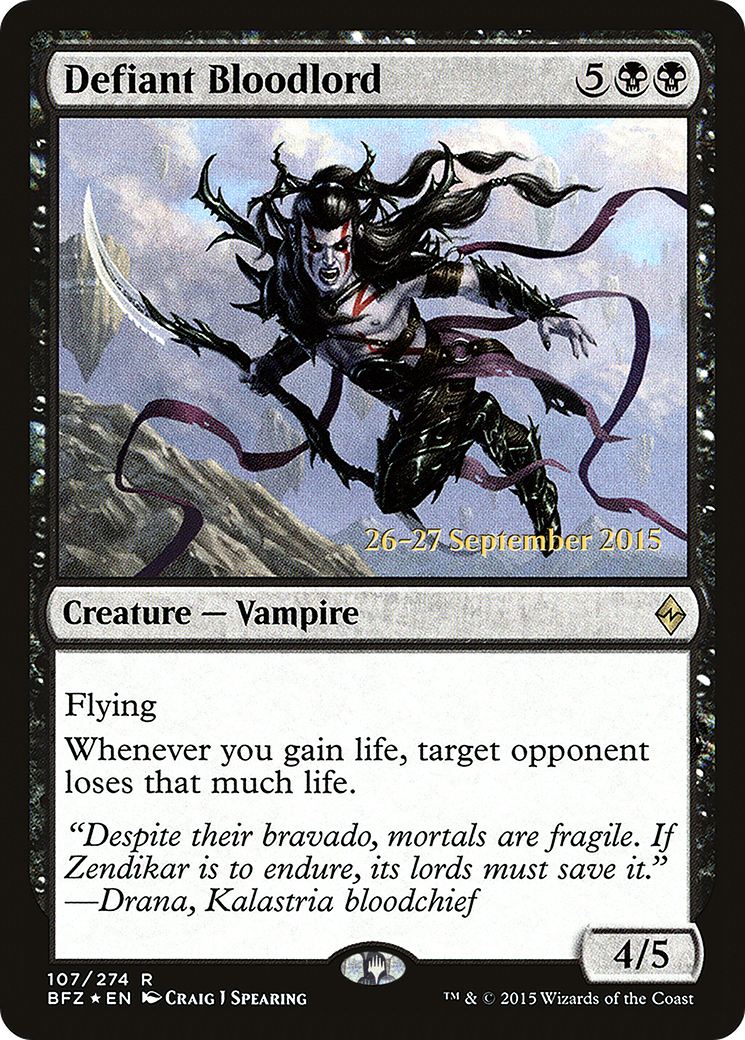 Defiant Bloodlord 5
26–27 September 2015
Creature — Vampire
Flying
Whenever you gain life, target opponent
loses that much life.
“Despite their bravado, mortals are fragile. If
Zendikar is to endure, its lords must save it.”
—Drana, Kalastria bloodchief
4/5
107/274 R
BFZ ★ EN Craig J Spearing
™ & © 2015 Wizards of the Coast